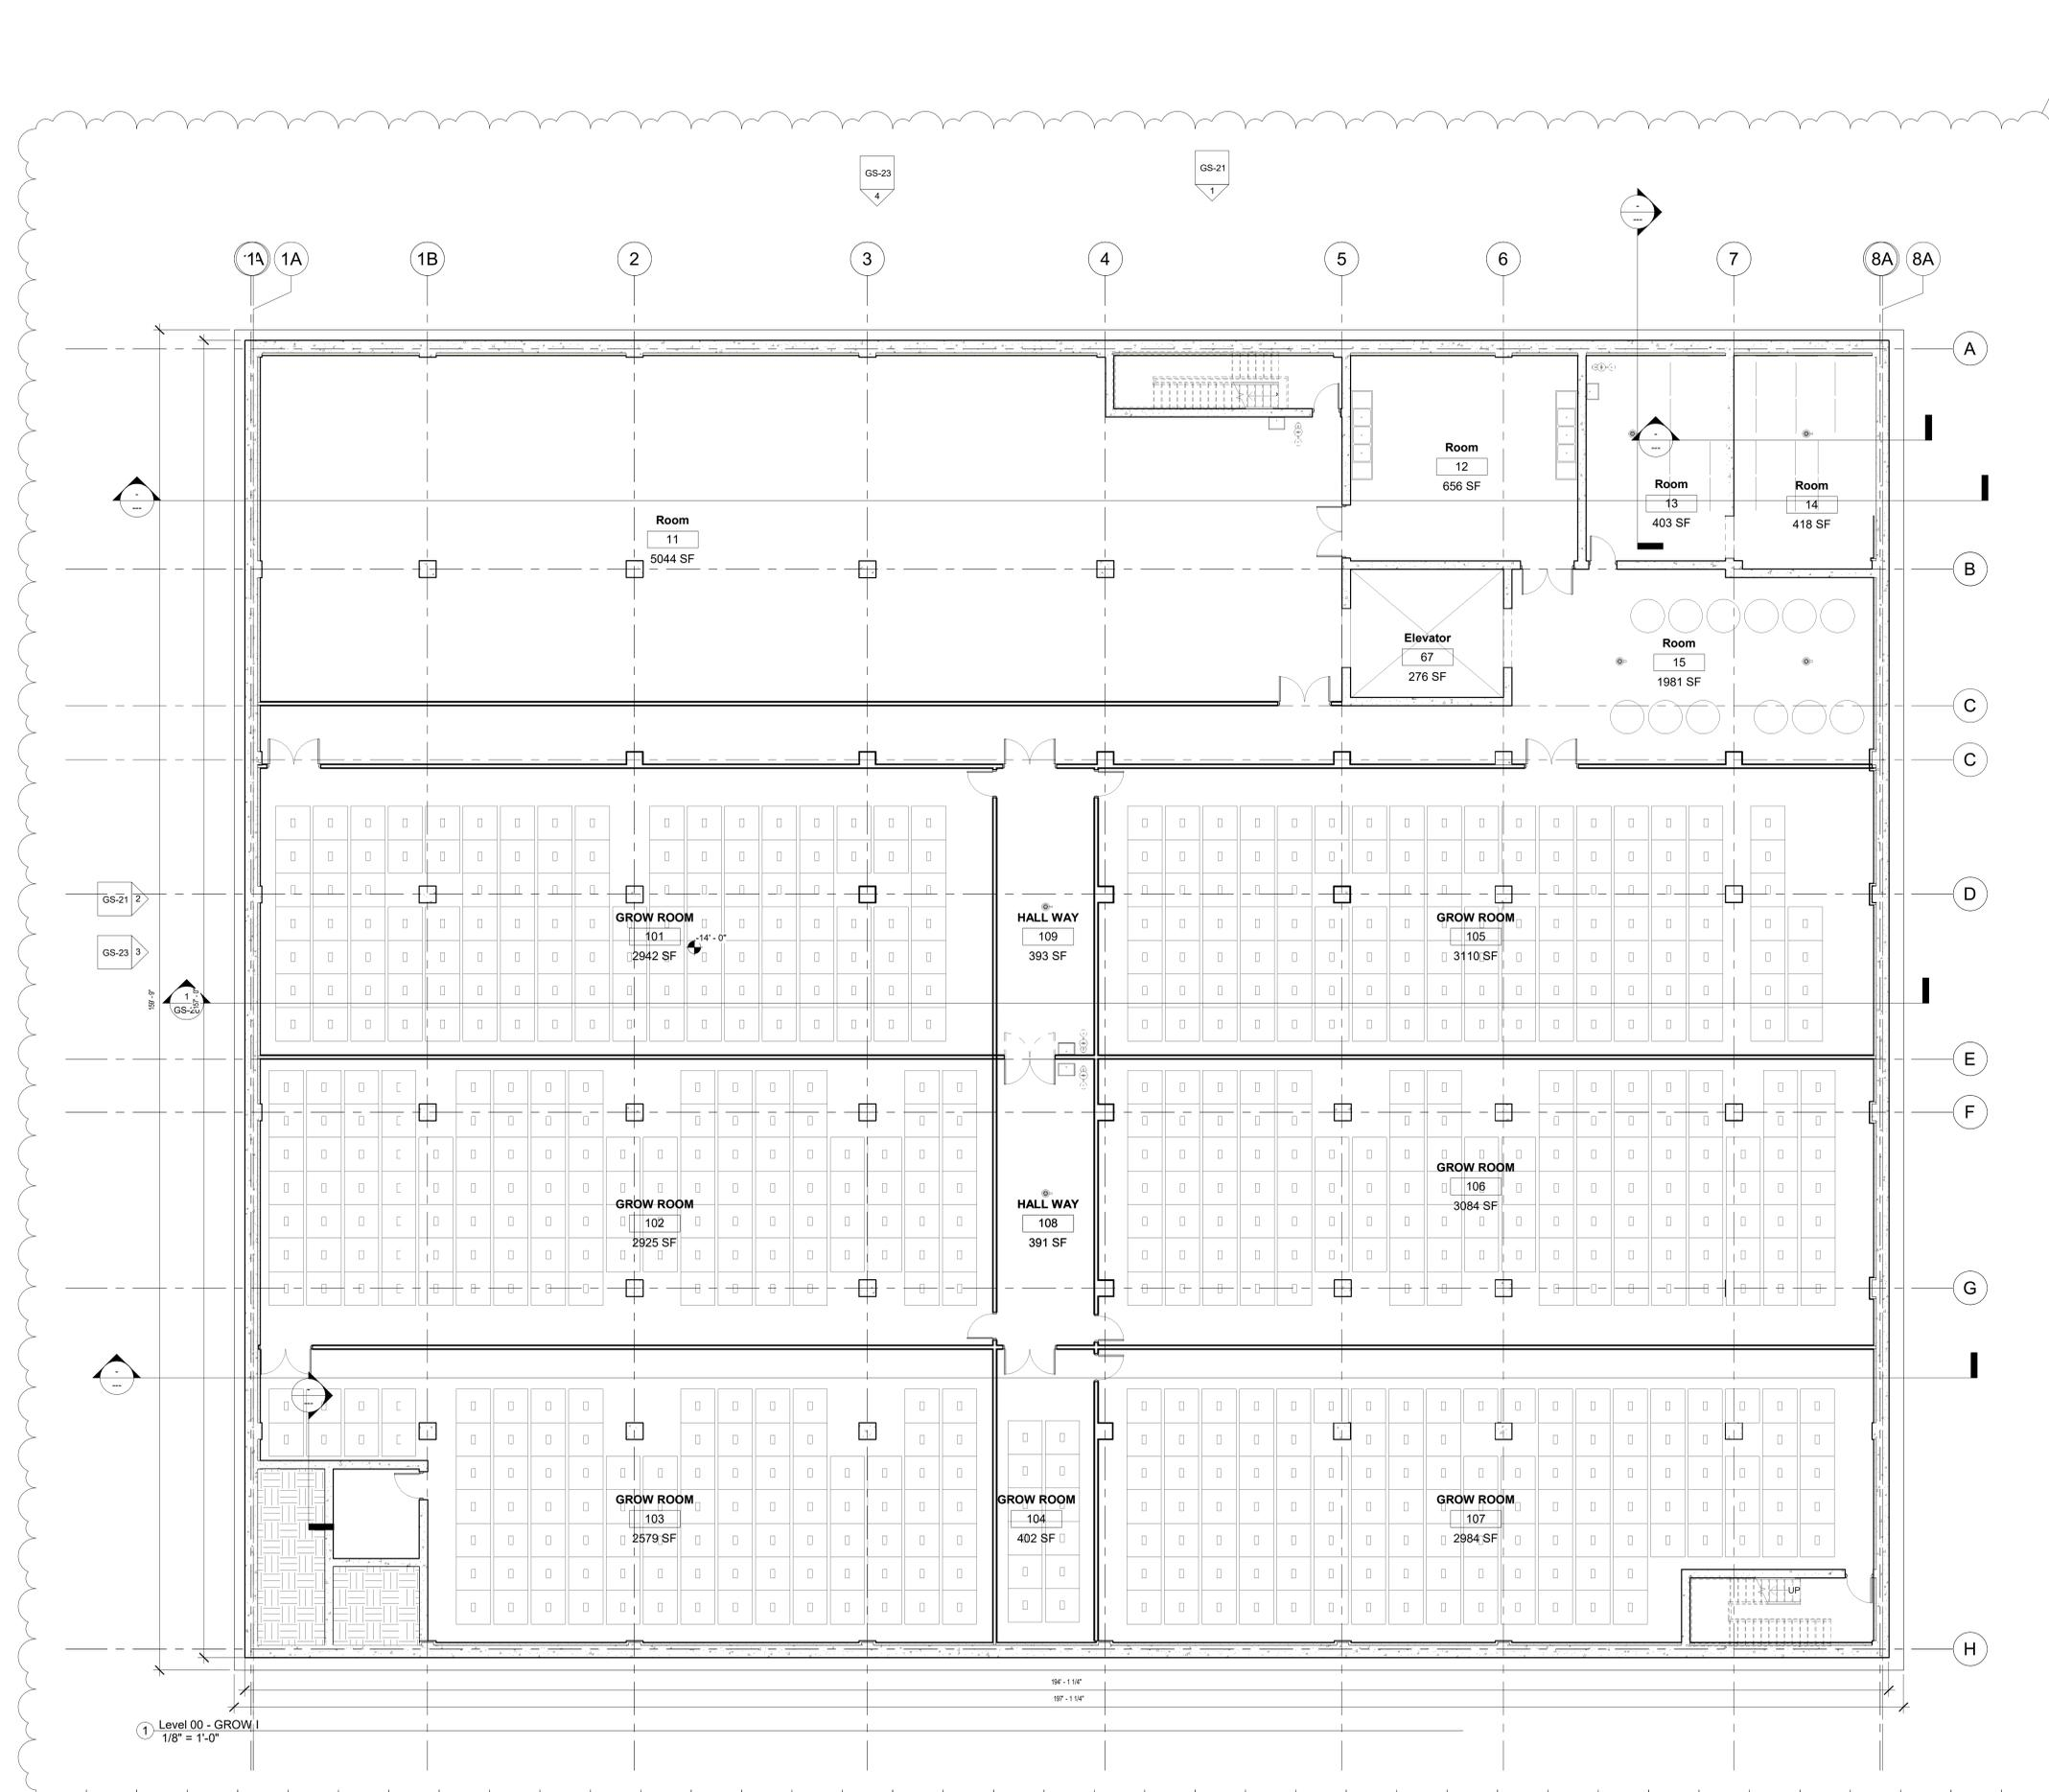 GS-23
4
GS-21
1
-
---
1A
1A
1B
2
3
4
5
6
7
8A
8A
A
Room
12
656 SF
-
---
Room
13
403 SF
Room
14
418 SF
-
---
Room
11
5044 SF
B
Elevator
67
276 SF
Room
15
1981 SF
C
C
GS-21
2
D
GROW ROOM
101
2942 SF
-14' - 0"
HALL WAY
109
393 SF
GROW ROOM
105
3110 SF
GS-23
3
159' - 9"
1
E
F
GROW ROOM
102
2925 SF
HALL WAY
108
391 SF
GROW ROOM
106
3084 SF
G
-
---
-
---
GROW ROOM
103
2579 SF
GROW ROOM
104
402 SF
GROW ROOM
107
2984 SF
UP
H
194' - 1 1/4"
197' - 1 1/4"
1
Level 00 - GROW I
1/8" = 1'-0"